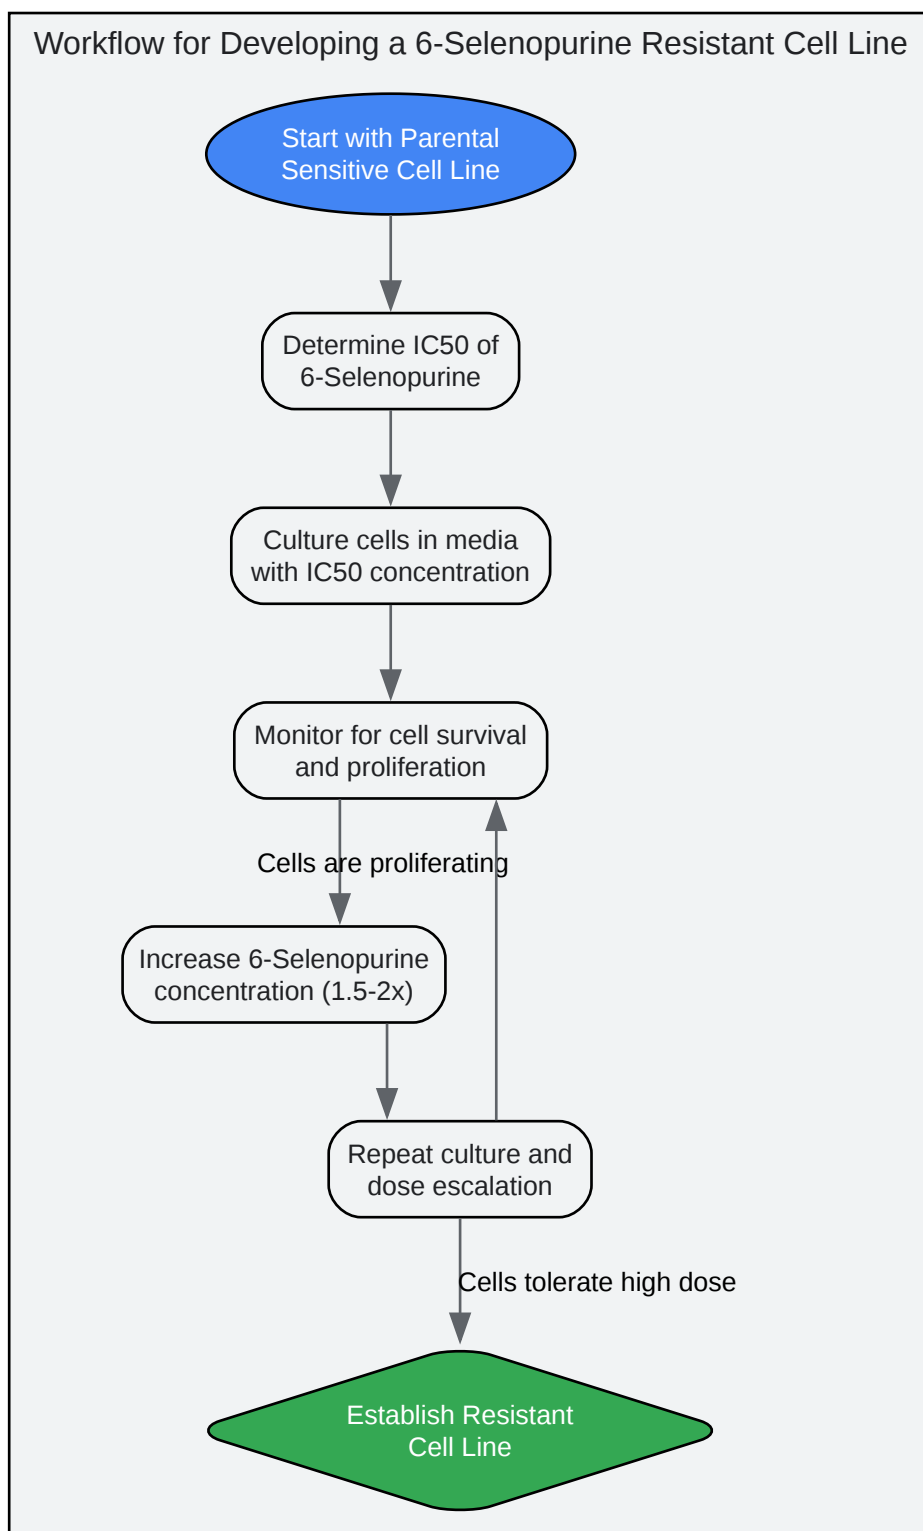 Workflow for Developing a 6-Selenopurine Resistant Cell Line
Start with Parental
Sensitive Cell Line
Determine IC50 of
6-Selenopurine
Culture cells in media
with IC50 concentration
Monitor for cell survival
and proliferation
Cells are proliferating
Increase 6-Selenopurine
concentration (1.5-2x)
Repeat culture and
dose escalation
Cells tolerate high dose
Establish Resistant
Cell Line